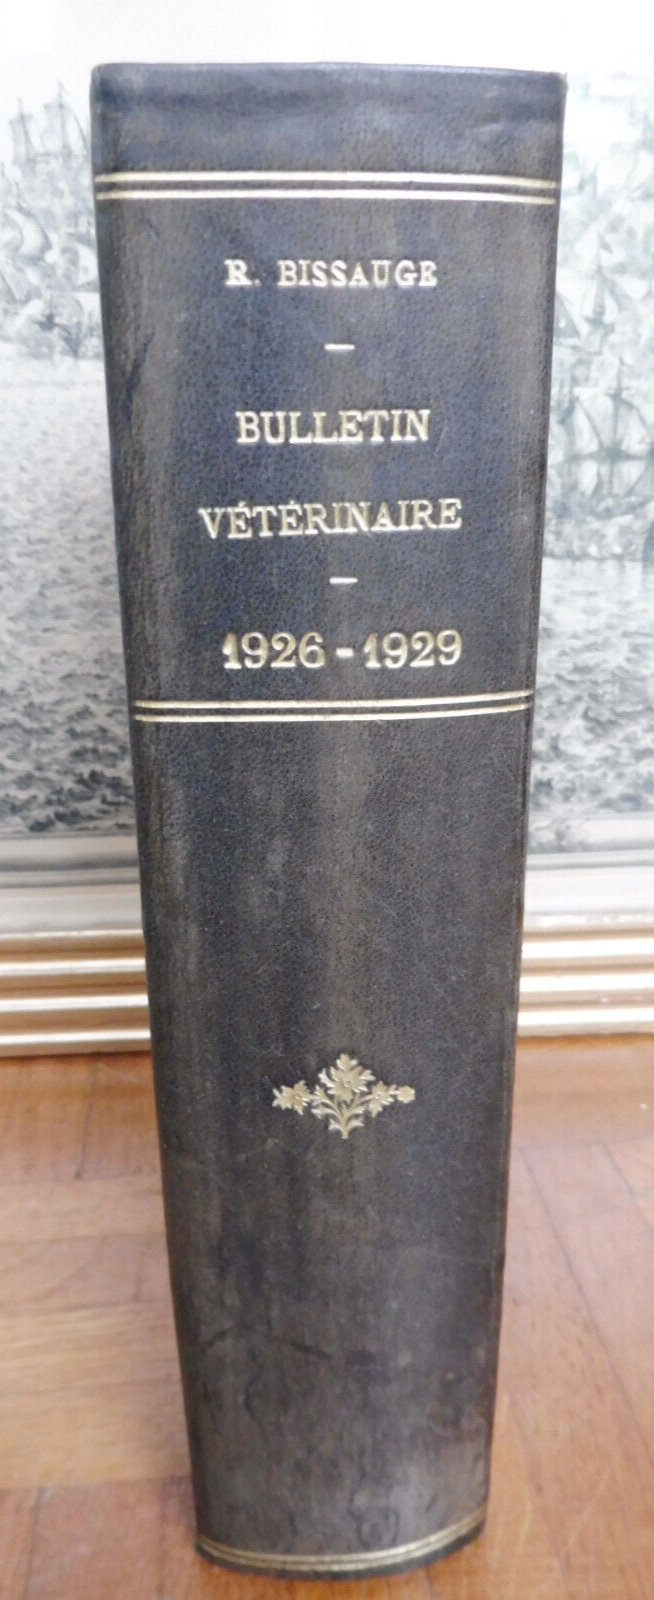 R. BISSAUGE
—
BULLETIN
VÉTÉRINAIRE
—
1926-1929